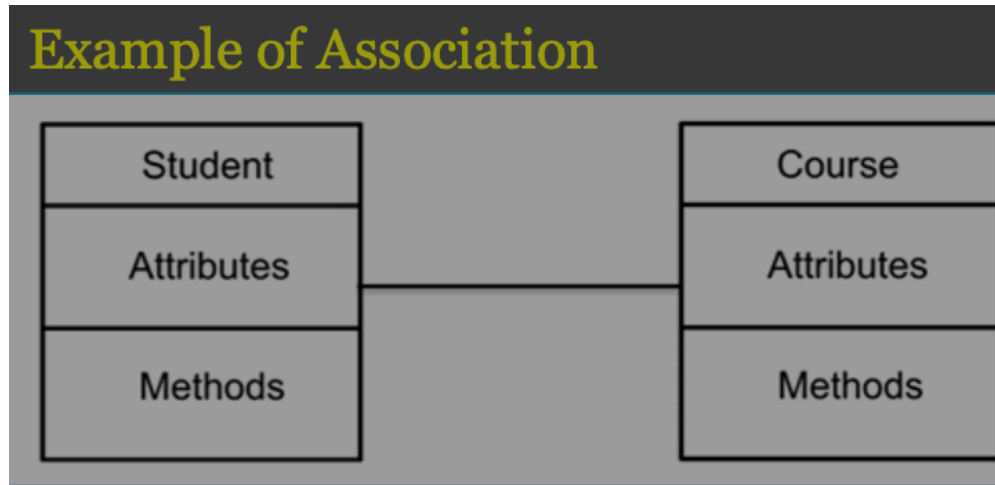 Example of Association
Student
Attributes
Methods
Course
Attributes
Methods